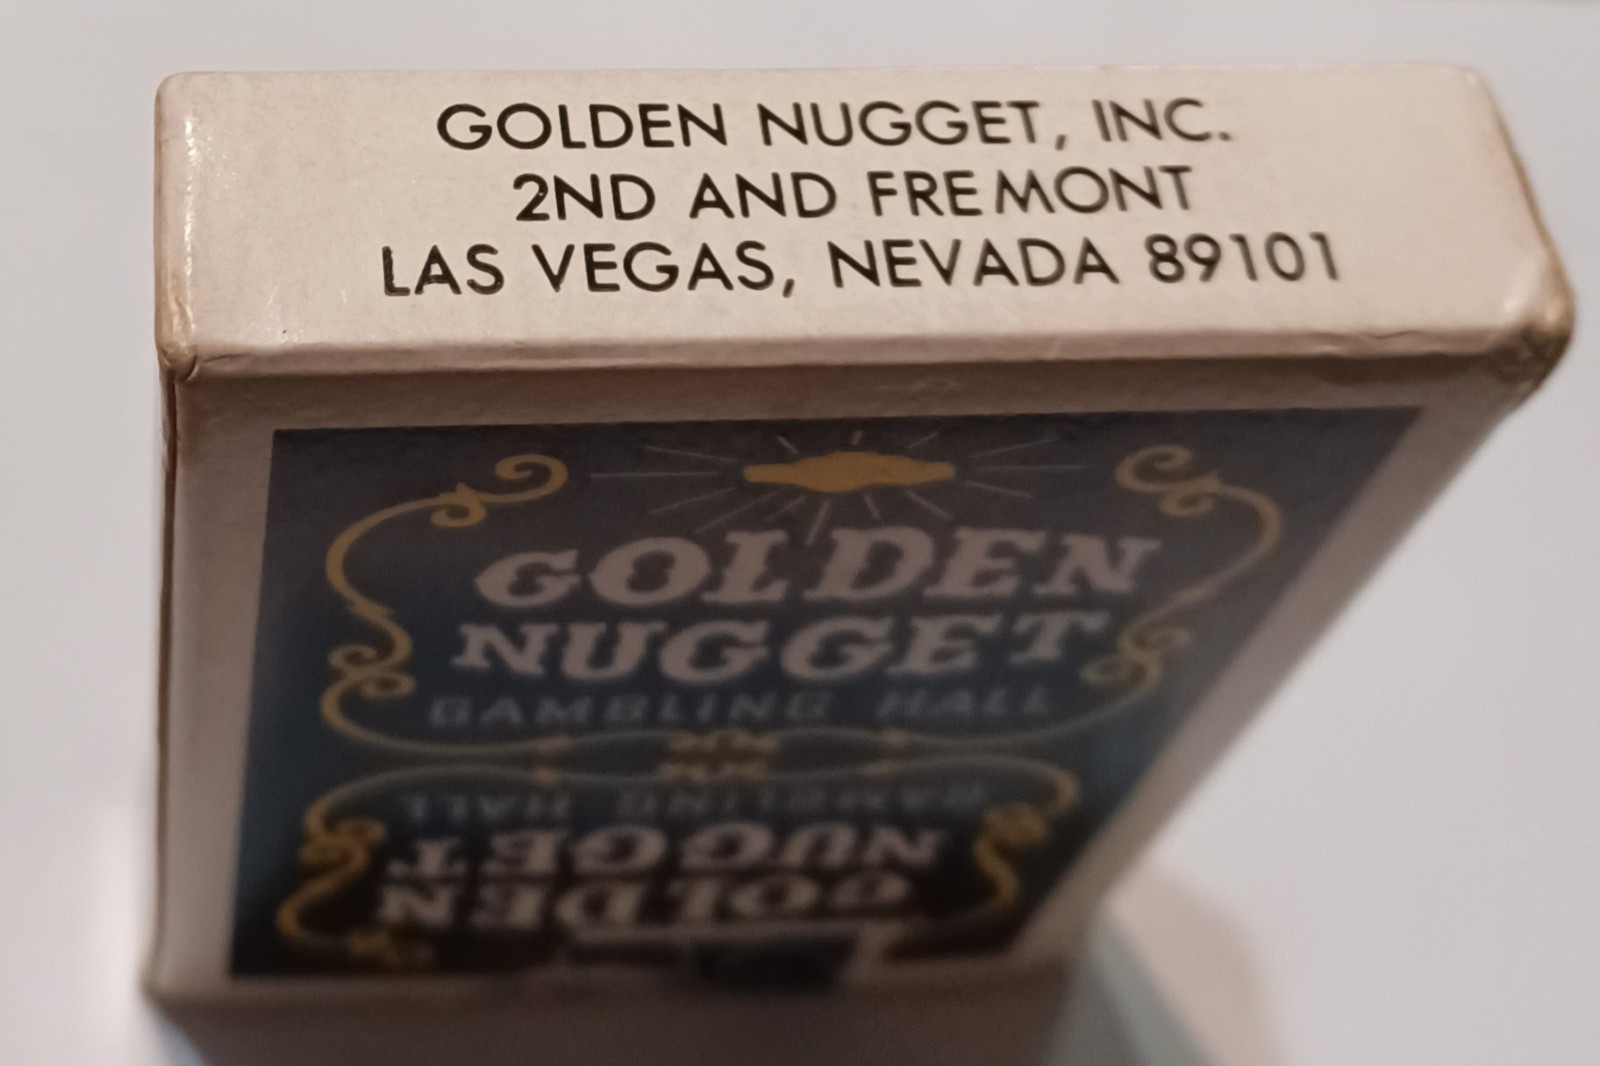 GOLDEN NUGGET, INC.
2ND AND FREMONT
LAS VEGAS, NEVADA 89101
GOLDEN
NUGGET
GAMBLING HALL
GAMBLING HALL
NUGGET
GOLDEN